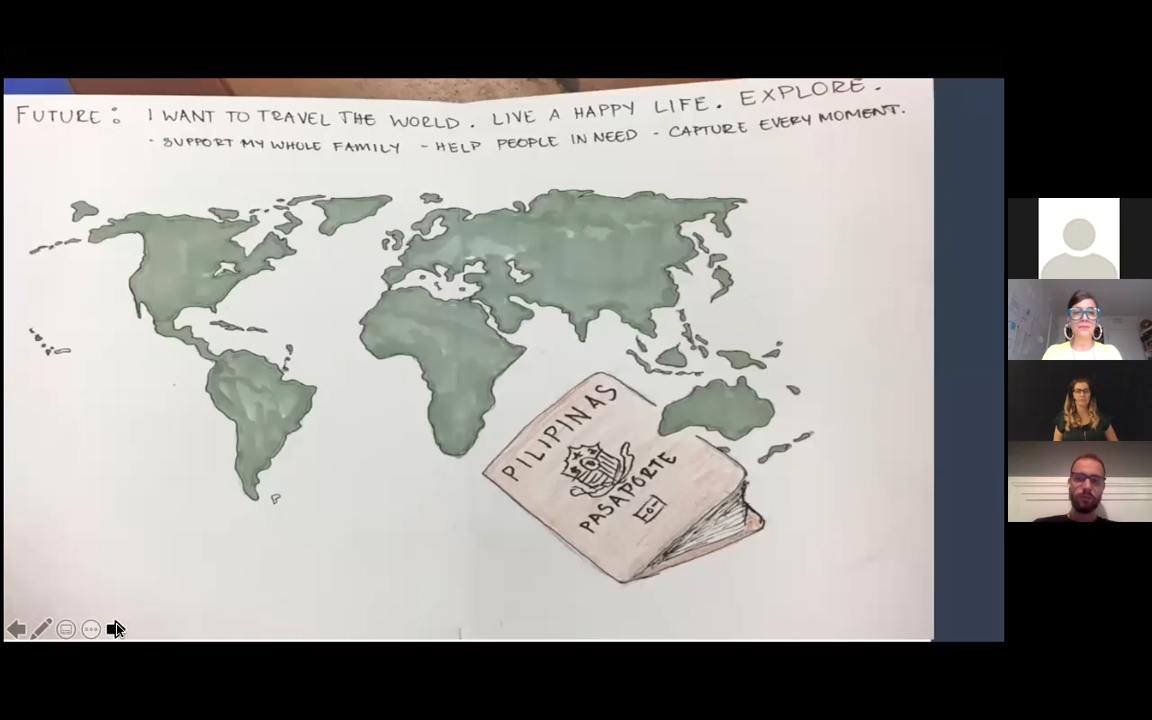 FUTURE: I WANT TO TRAVEL THE WORLD. LIVE A HAPPY LIFE. EXPLORE.
- SUPPORT MY WHOLE FAMILY - HELP PEOPLE IN NEED - CAPTURE EVERY MOMENT.
PILIPINAS
PASAPORTE